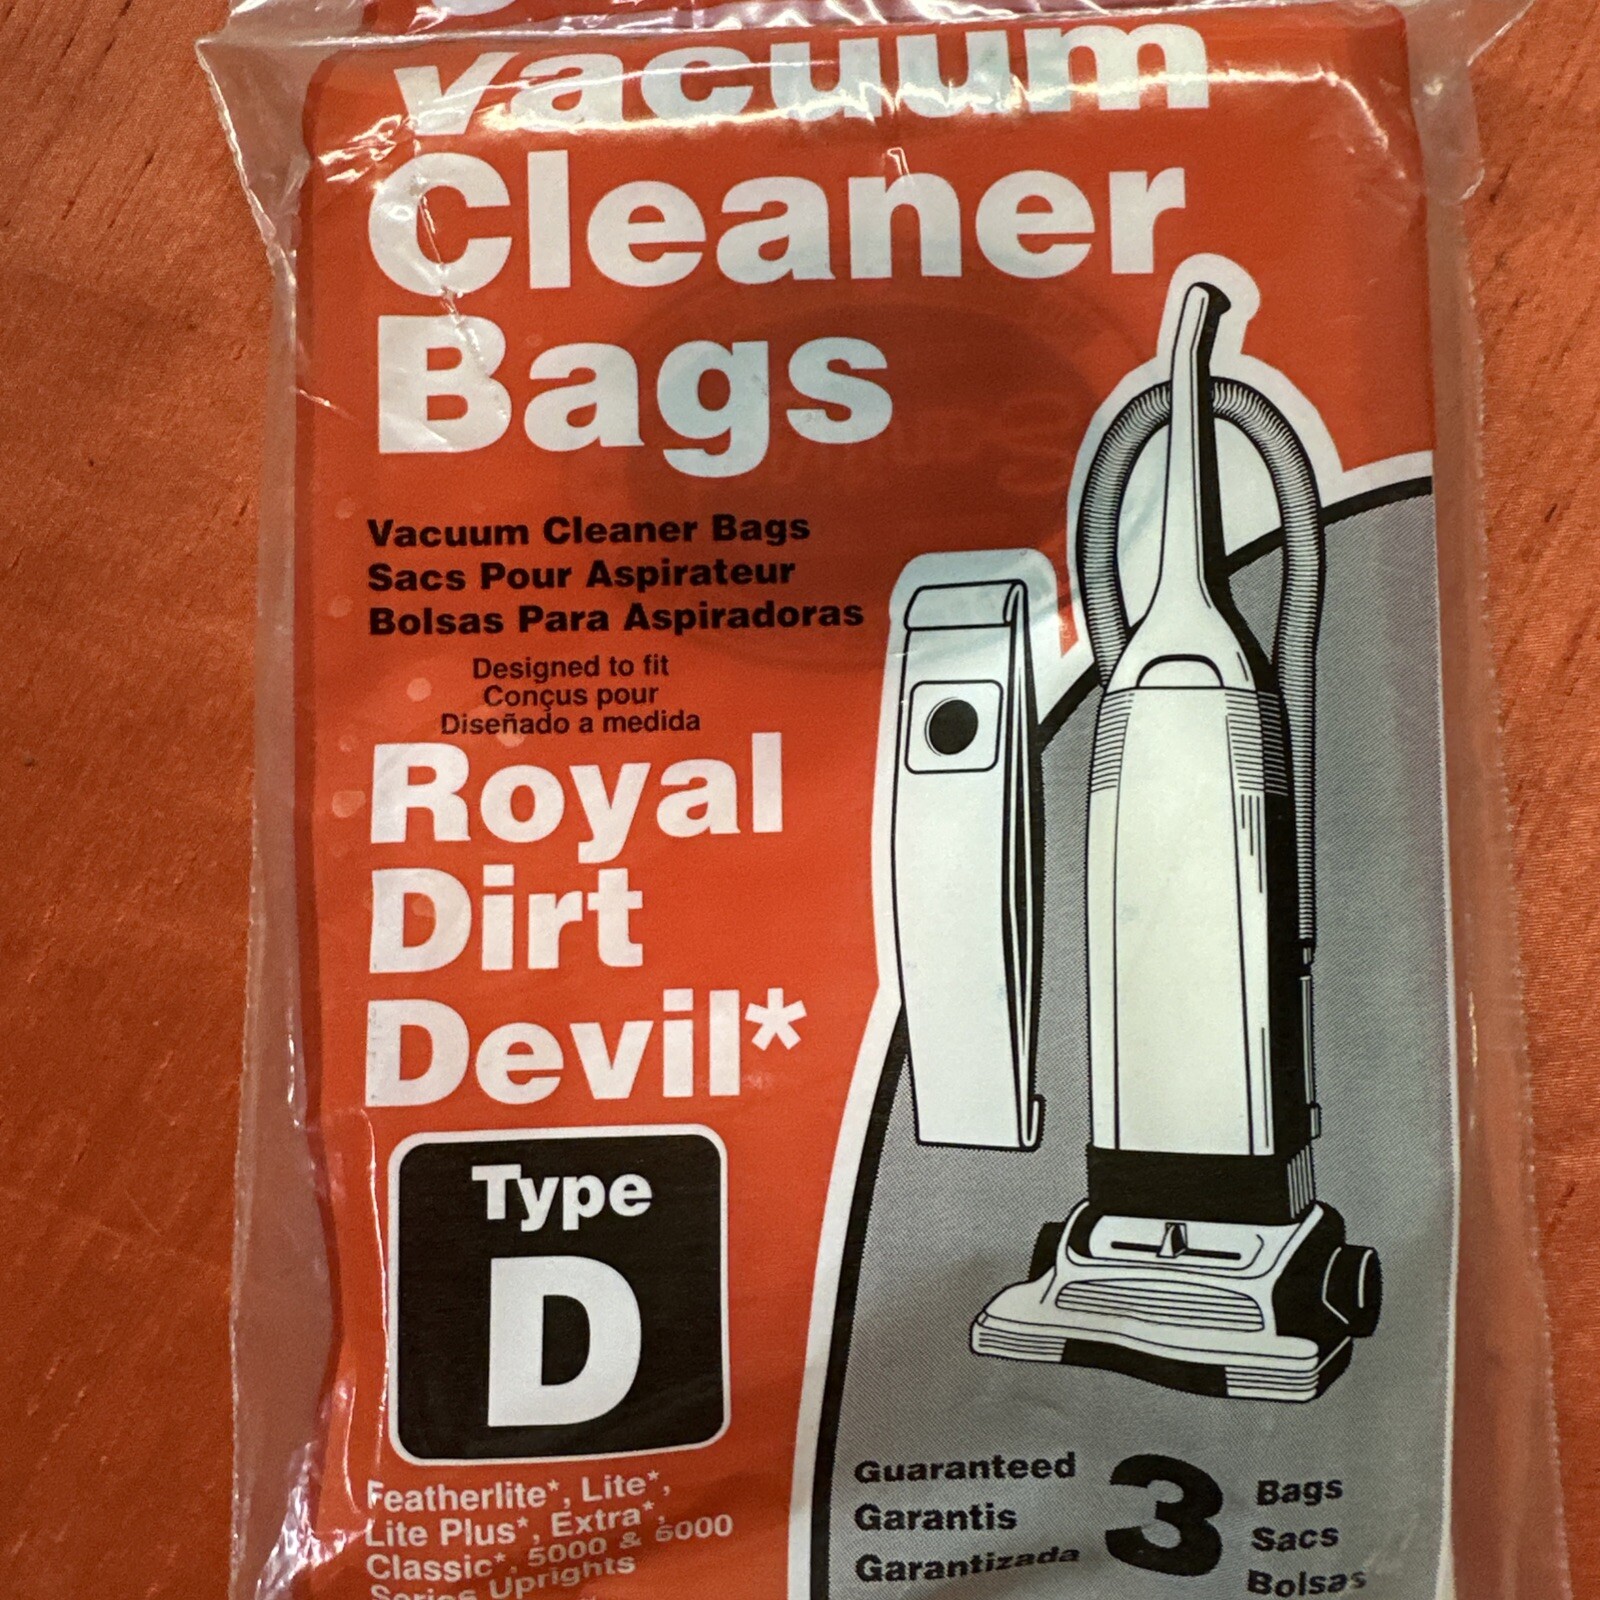 Vacuum
Cleaner
Bags
Vacuum Cleaner Bags
Sacs Pour Aspirateur
Bolsas Para Aspiradoras
Designed to fit
Conçus pour
Diseñado a medida
Royal
Dirt
Devil*
Type
D
Featherlite*, Lite*,
Lite Plus*, Extra*,
Classic*, 5000 & 6000
Series Uprights
Guaranteed
Garantis
Garantizada
3
Bags
Sacs
Bolsas